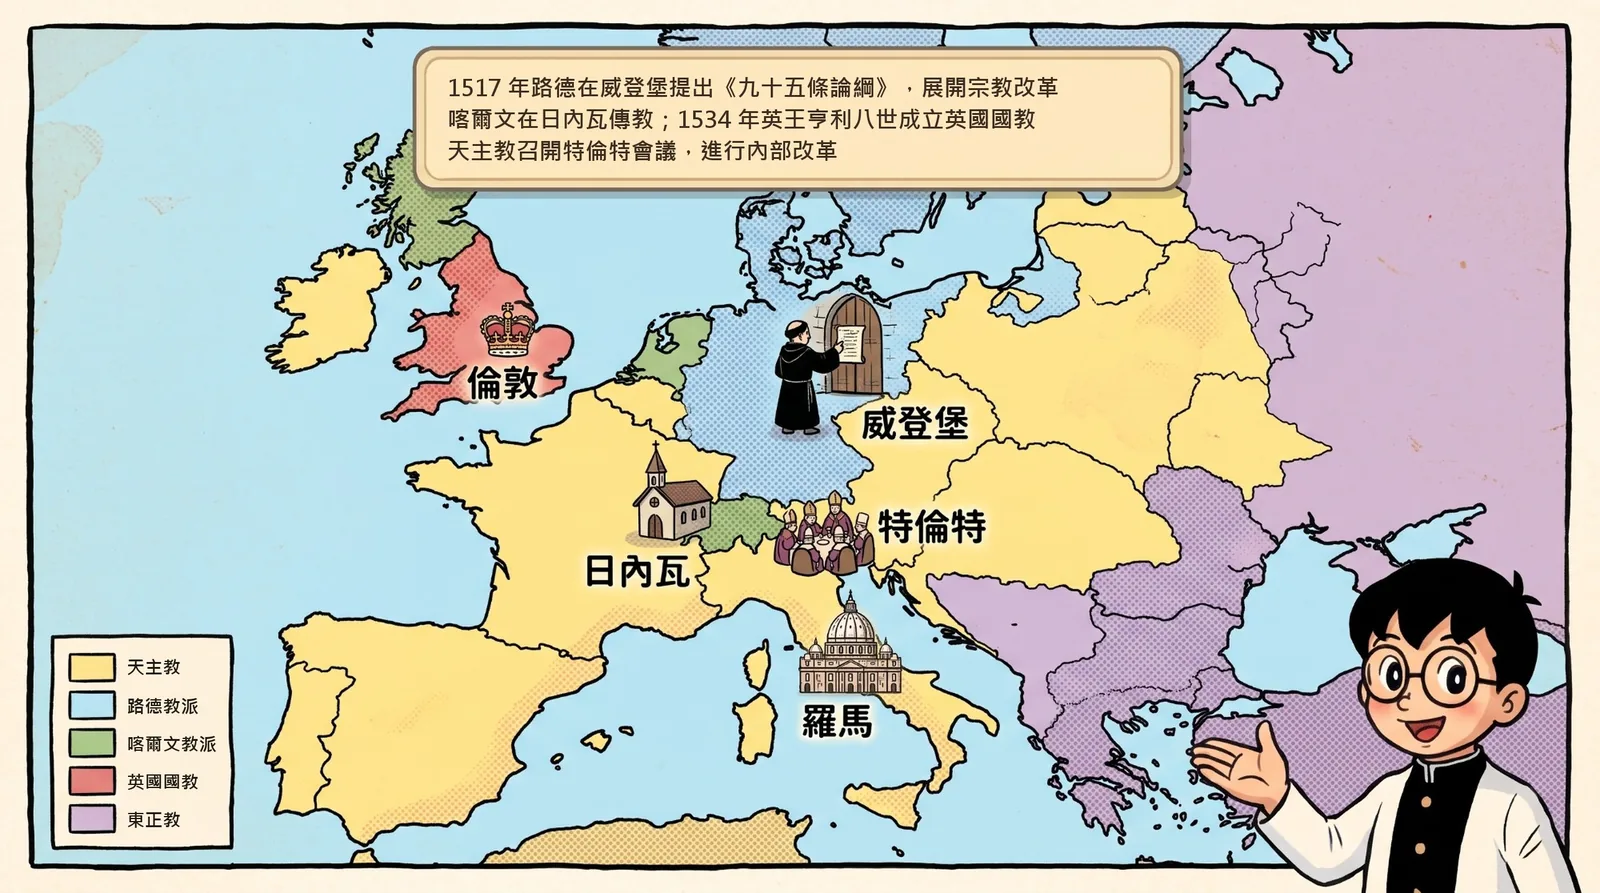 1517 年路德在威登堡提出《九十五條論綱》，展開宗教改革
喀爾文在日內瓦傳教；1534 年英王亨利八世成立英國國教
天主教召開特倫特會議，進行內部改革
倫敦
威登堡
特倫特
日內瓦
羅馬
天主教
路德教派
喀爾文教派
英國國教
東正教